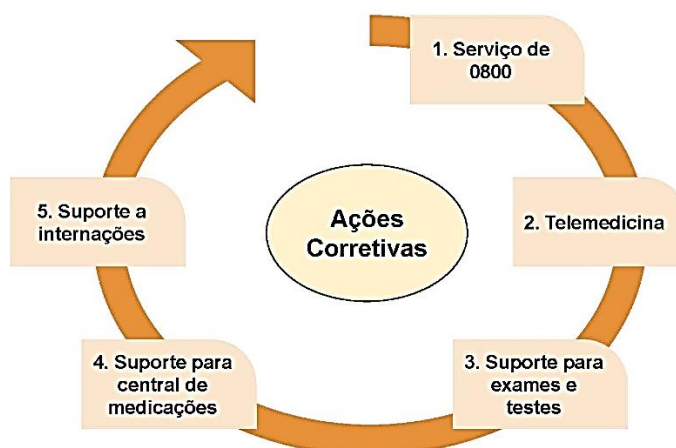 1. Serviço de
0800
2. Telemedicina
3. Suporte para
exames e
testes
4. Suporte para
central de
medicações
5. Suporte a
internações
Ações
Corretivas